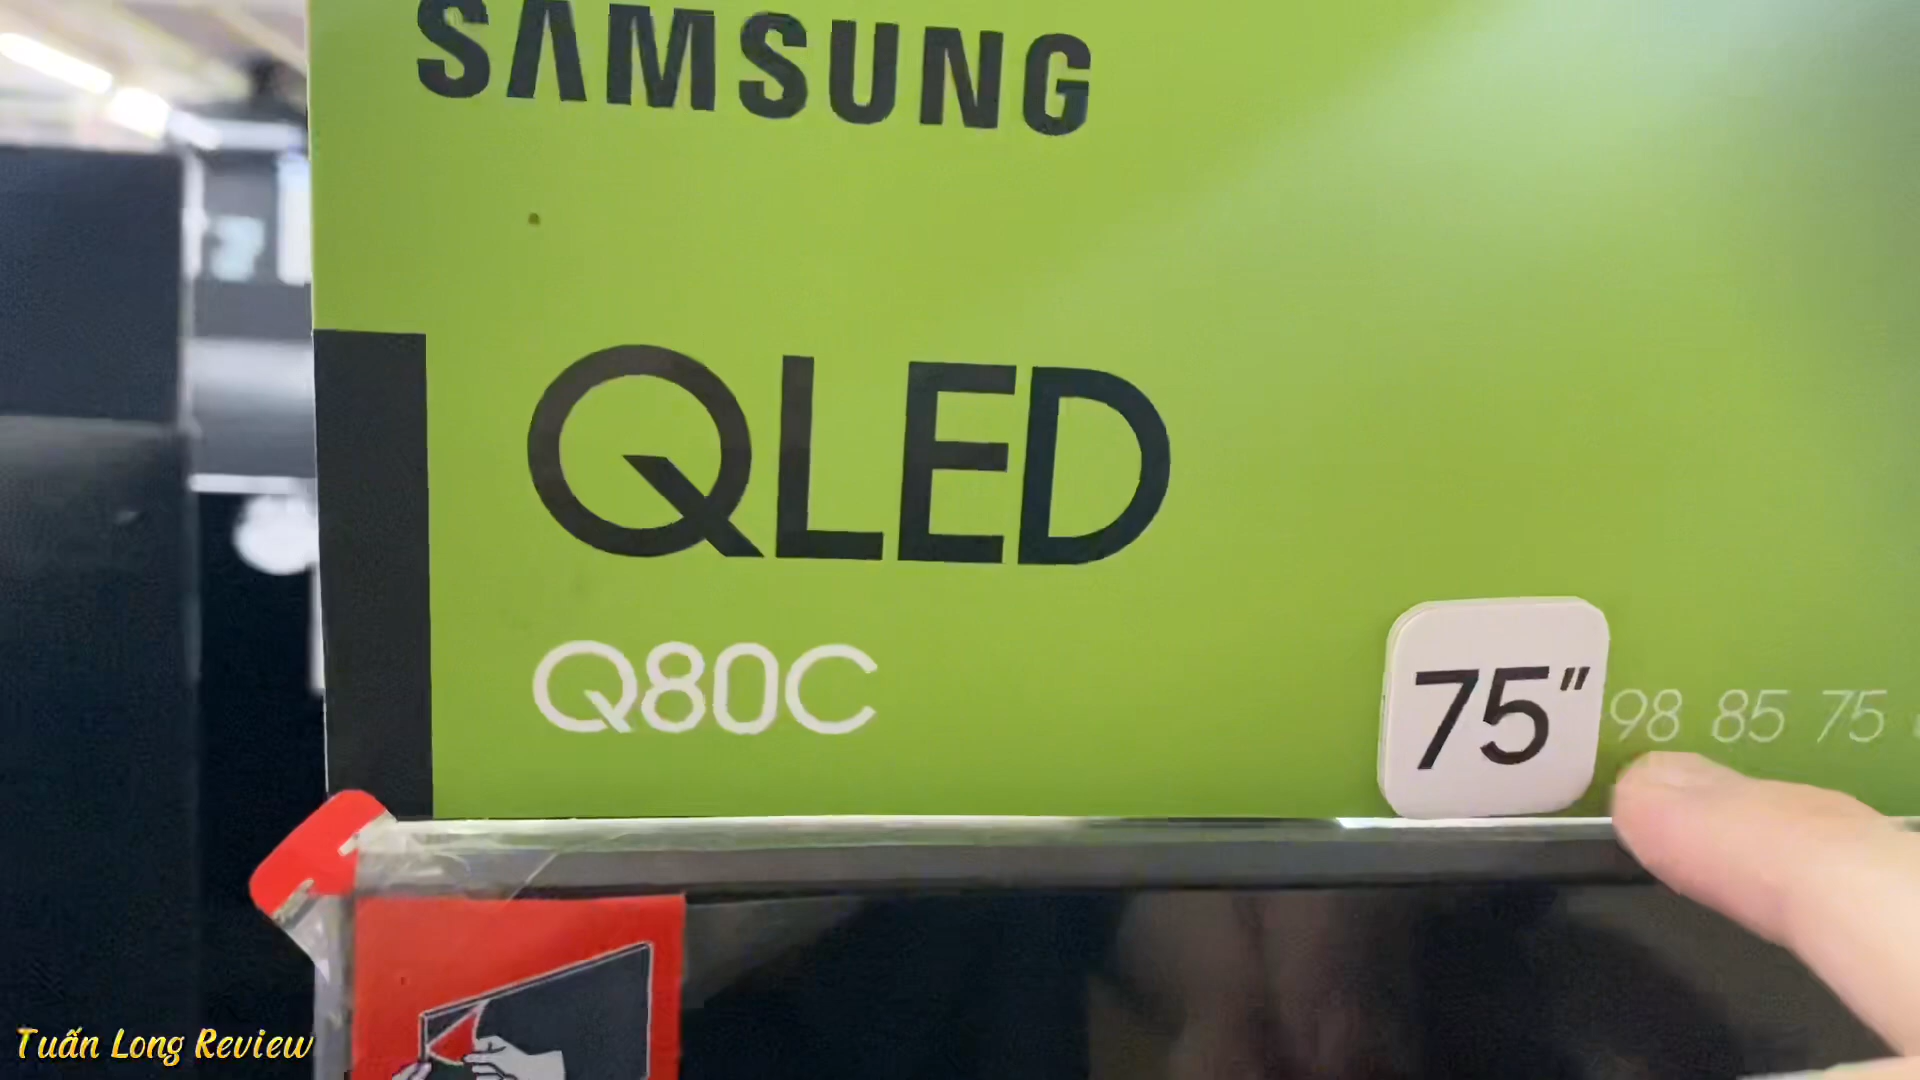 SAMSUNG
QLED
Q80C
75"
98 85 75
Tuấn Long Review